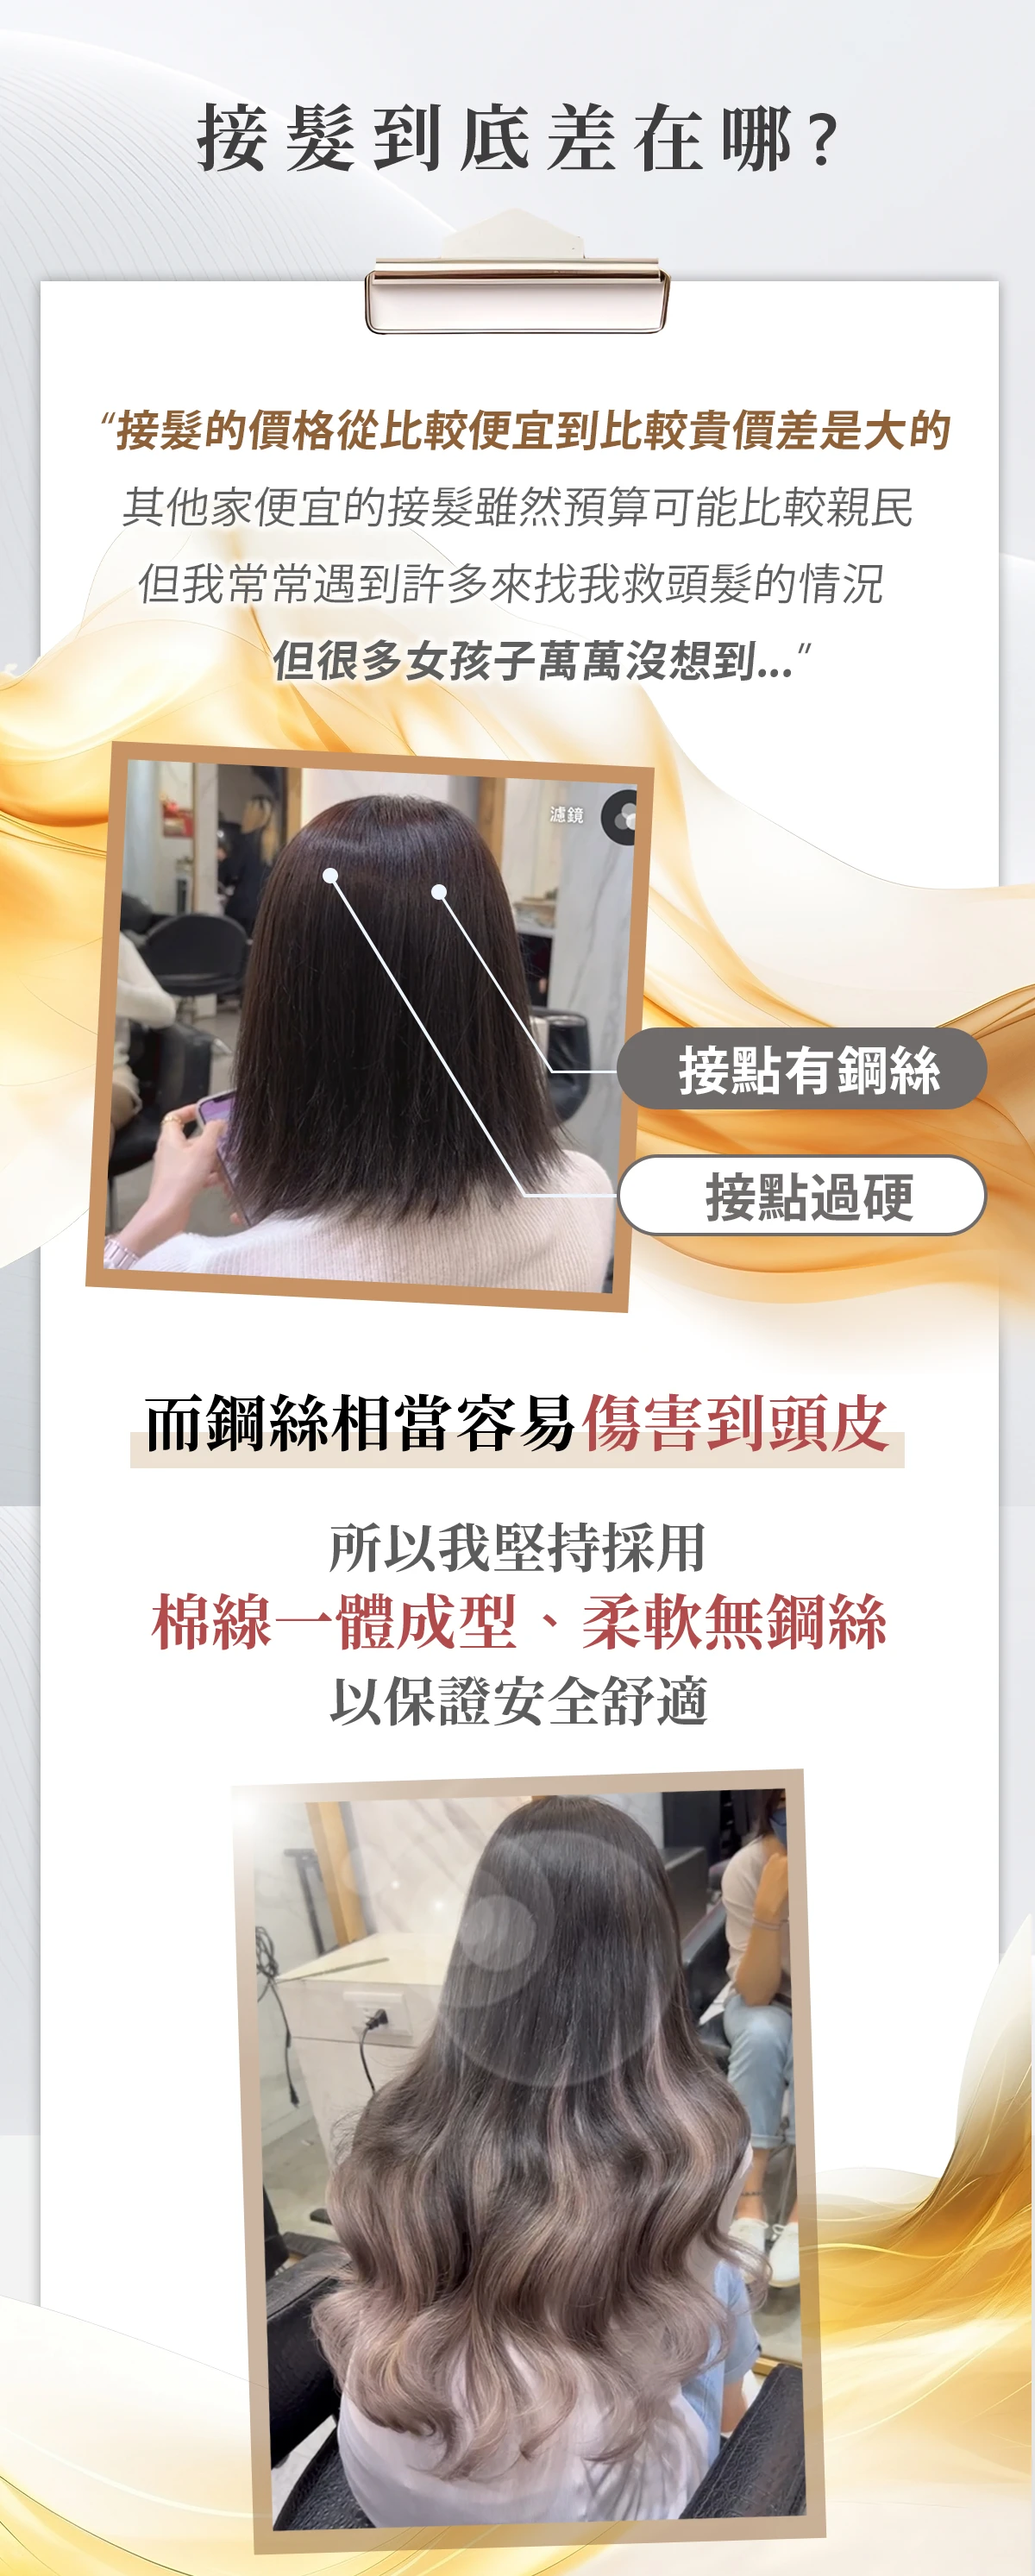 接髮到底差在哪?
“接髮的價格從比較便宜到比較貴價差是大的
其他家便宜的接髮雖然預算可能比較親民
但我常常遇到許多來找我救頭髮的情況
但很多女孩子萬萬沒想到...”
濾鏡
接點有鋼絲
接點過硬
而鋼絲相當容易傷害到頭皮
所以我堅持採用
棉線一體成型、柔軟無鋼絲
以保證安全舒適